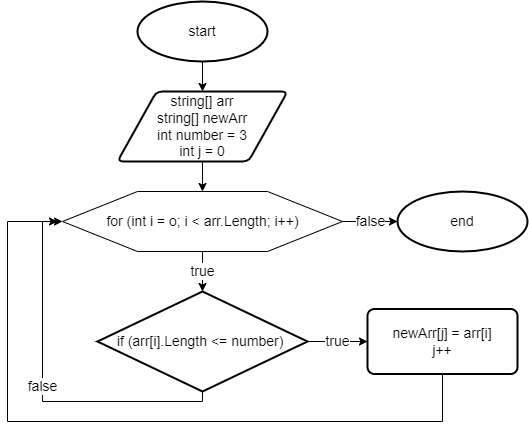 start
string[] arr
string[] newArr
int number = 3
int j = 0
for (int i = o; i < arr.Length; i++)
false
end
true
if (arr[i].Length <= number)
true
newArr[j] = arr[i]
j++
false